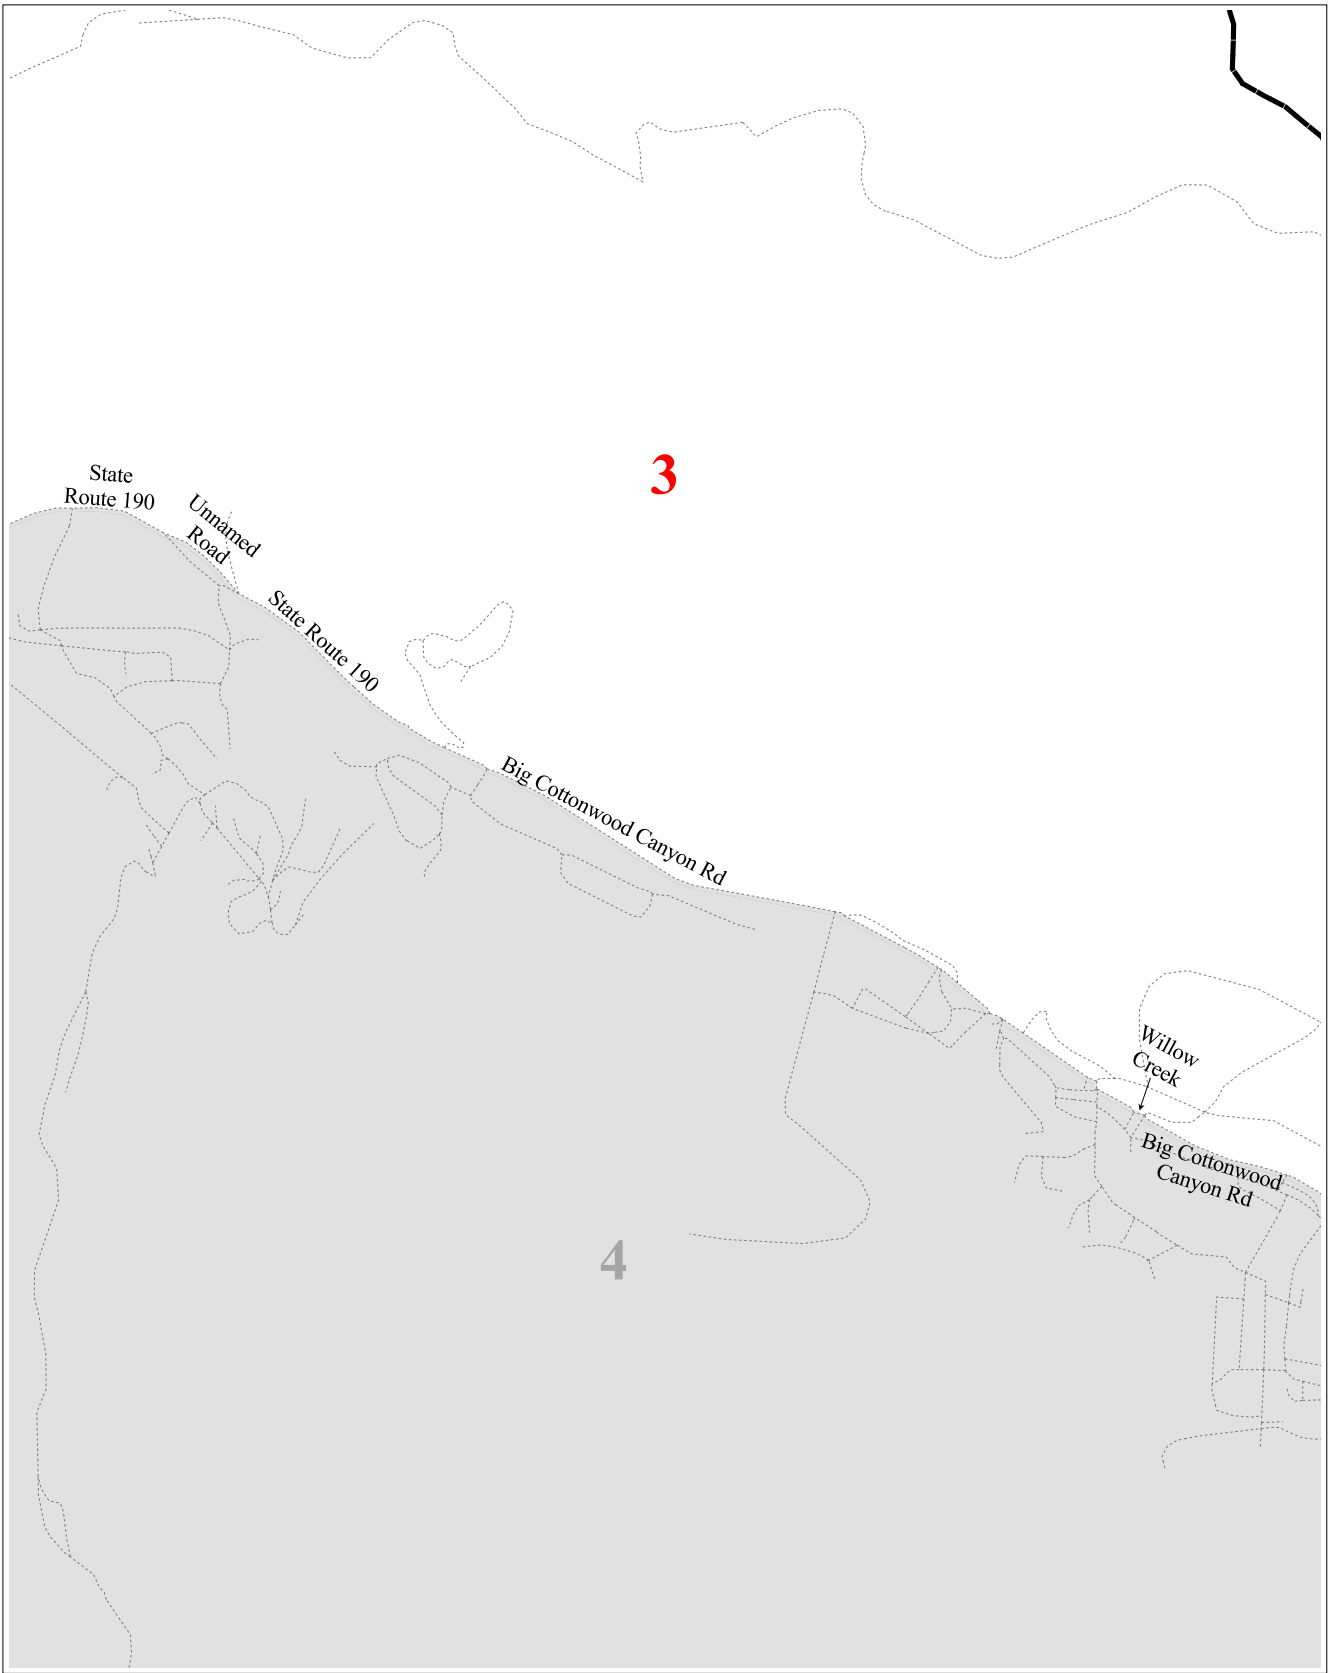 3
State
Route 190
Unnamed
Road
State Route 190
Big Cottonwood Canyon Rd
Willow
Creek
Big Cottonwood
Canyon Rd
4